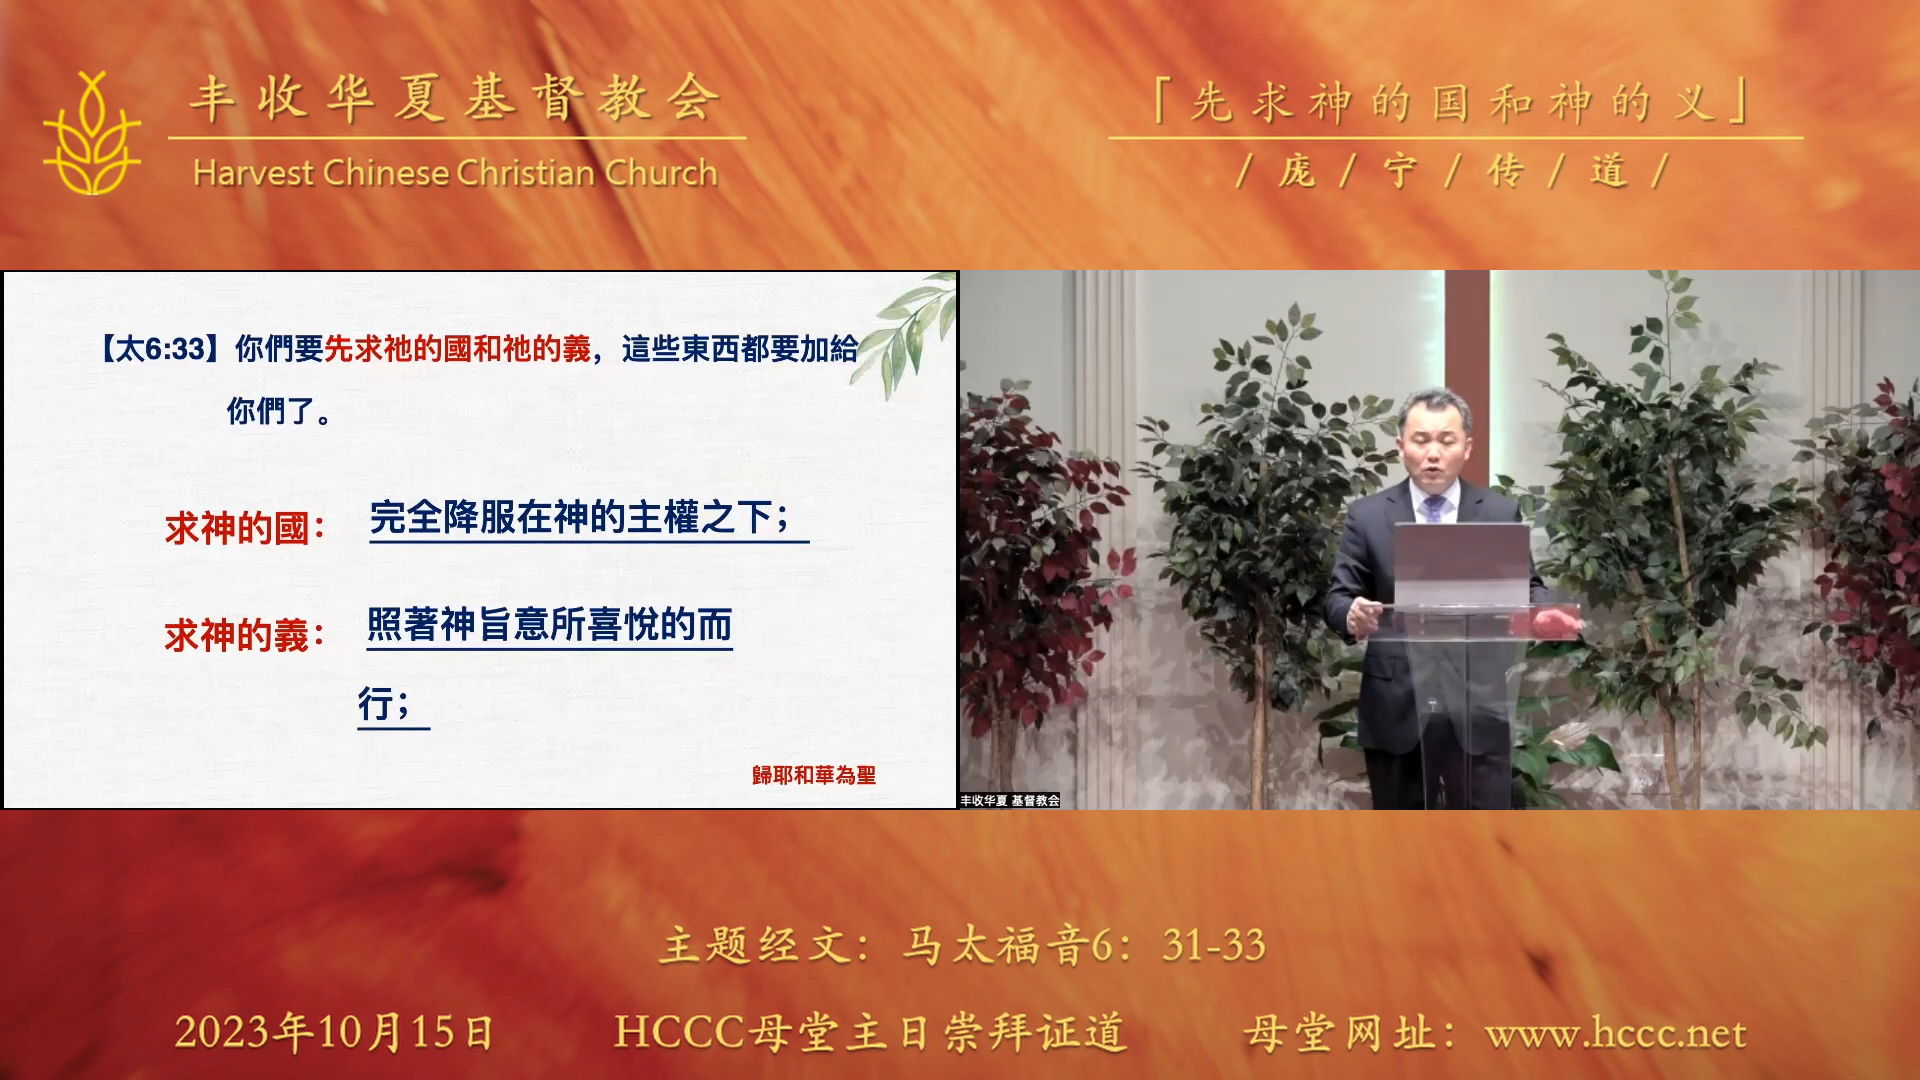 丰收华夏基督教会
Harvest Chinese Christian Church
「先求神的国和神的义」
/ 庞 / 宁 / 传 / 道 /
【太6:33】你們要先求祂的國和祂的義，這些東西都要加給
你們了。
求神的國： 完全降服在神的主權之下；
求神的義： 照著神旨意所喜悅的而
行；
歸耶和華為聖
丰收华夏 基督教会
主题经文：马太福音6：31-33
2023年10月15日 HCCC母堂主日崇拜证道 母堂网址：www.hccc.net